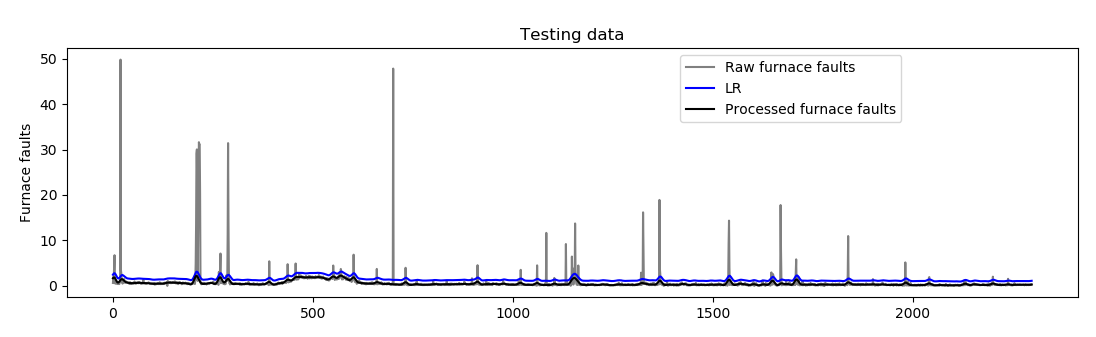 Testing data
Furnace faults
50
40
30
20
10
0
Raw furnace faults
LR
Processed furnace faults
0 500 1000 1500 2000